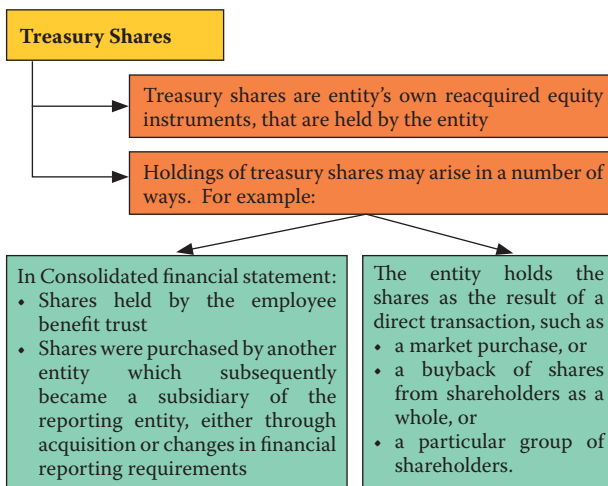 Treasury Shares
Treasury shares are entity's own reacquired equity
instruments, that are held by the entity
Holdings of treasury shares may arise in a number of
ways. For example:
In Consolidated financial statement:
• Shares held by the employee
benefit trust
• Shares were purchased by another
entity which subsequently
became a subsidiary of the
reporting entity, either through
acquisition or changes in financial
reporting requirements
The entity holds the
shares as the result of a
direct transaction, such as
• a market purchase, or
• a buyback of shares
from shareholders as a
whole, or
• a particular group of
shareholders.